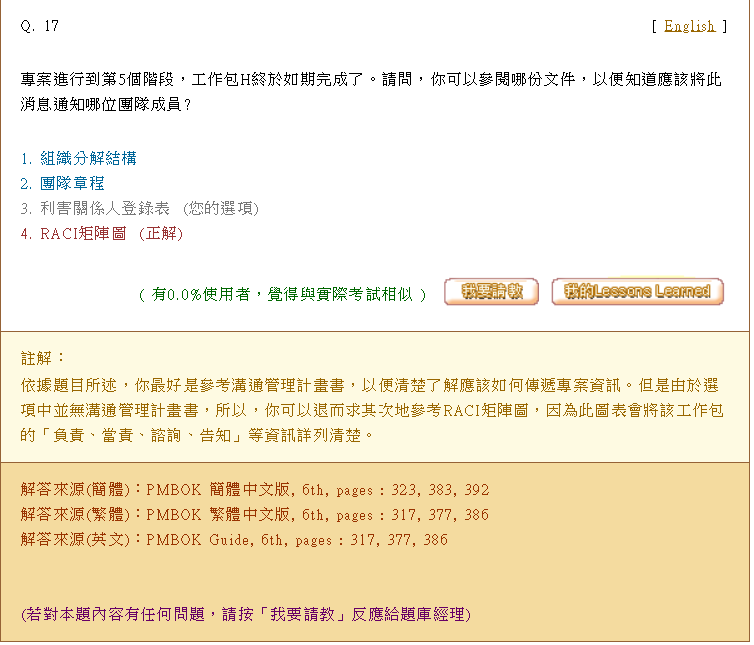 Q. 17 [ English ]
專案進行到第5個階段，工作包H終於如期完成了。請問，你可以參閱哪份文件，以便知道應該將此
消息通知哪位團隊成員?
1. 組織分解結構
2. 團隊章程
3. 利害關係人登錄表 (您的選項)
4. RACI矩陣圖 (正解)
( 有0.0%使用者，覺得與實際考試相似 ) 我要請教 我的Lessons Learned
註解：
依據題目所述，你最好是參考溝通管理計畫書，以便清楚了解應該如何傳遞專案資訊。但是由於選
項中並無溝通管理計畫書，所以，你可以退而求其次地參考RACI矩陣圖，因為此圖表會將該工作包
的「負責、當責、諮詢、告知」等資訊詳列清楚。
解答來源(簡體)：PMBOK 簡體中文版, 6th, pages : 323, 383, 392
解答來源(繁體)：PMBOK 繁體中文版, 6th, pages : 317, 377, 386
解答來源(英文)：PMBOK Guide, 6th, pages : 317, 377, 386
(若對本題內容有任何問題，請按「我要請教」反應給題庫經理)